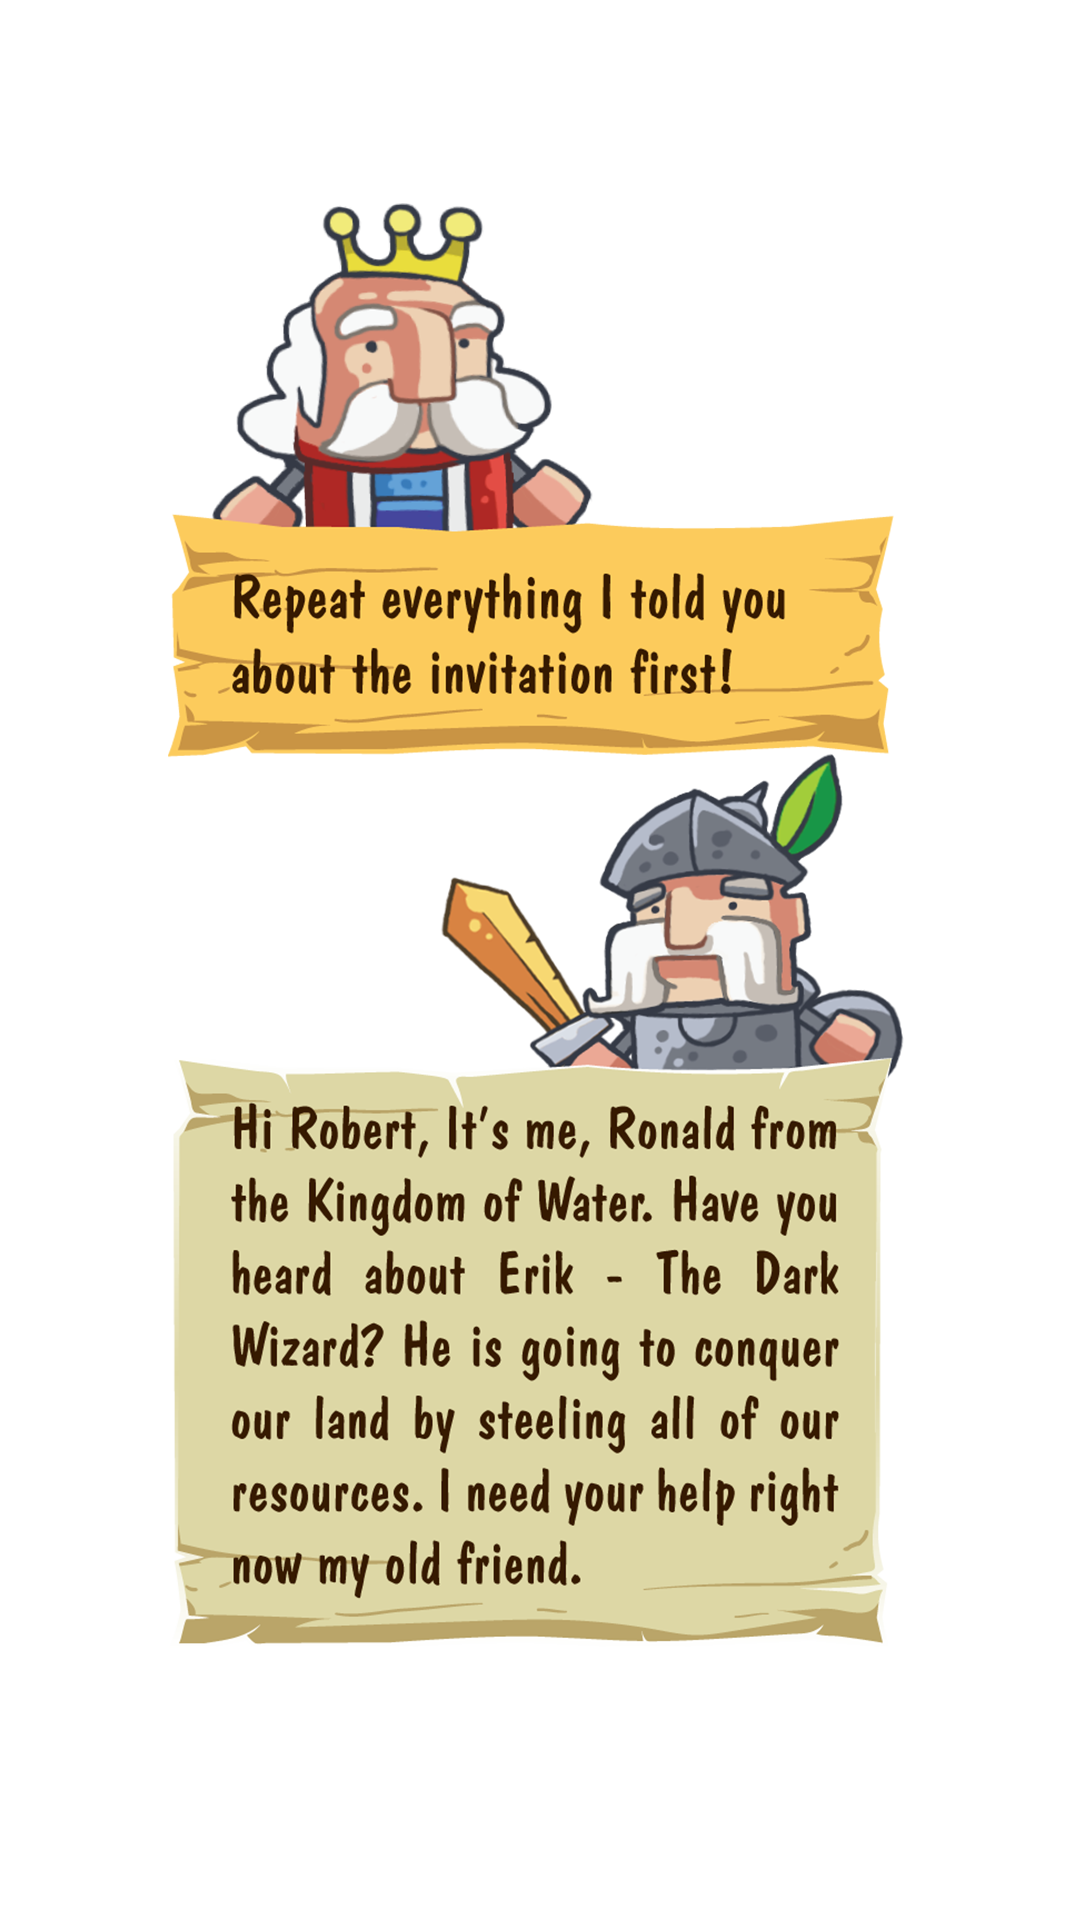 Repeat everything I told you
about the invitation first!
Hi Robert, It's me, Ronald from
the Kingdom of Water. Have you
heard about Erik - The Dark
Wizard? He is going to conquer
our land by steeling all of our
resources. I need your help right
now my old friend.